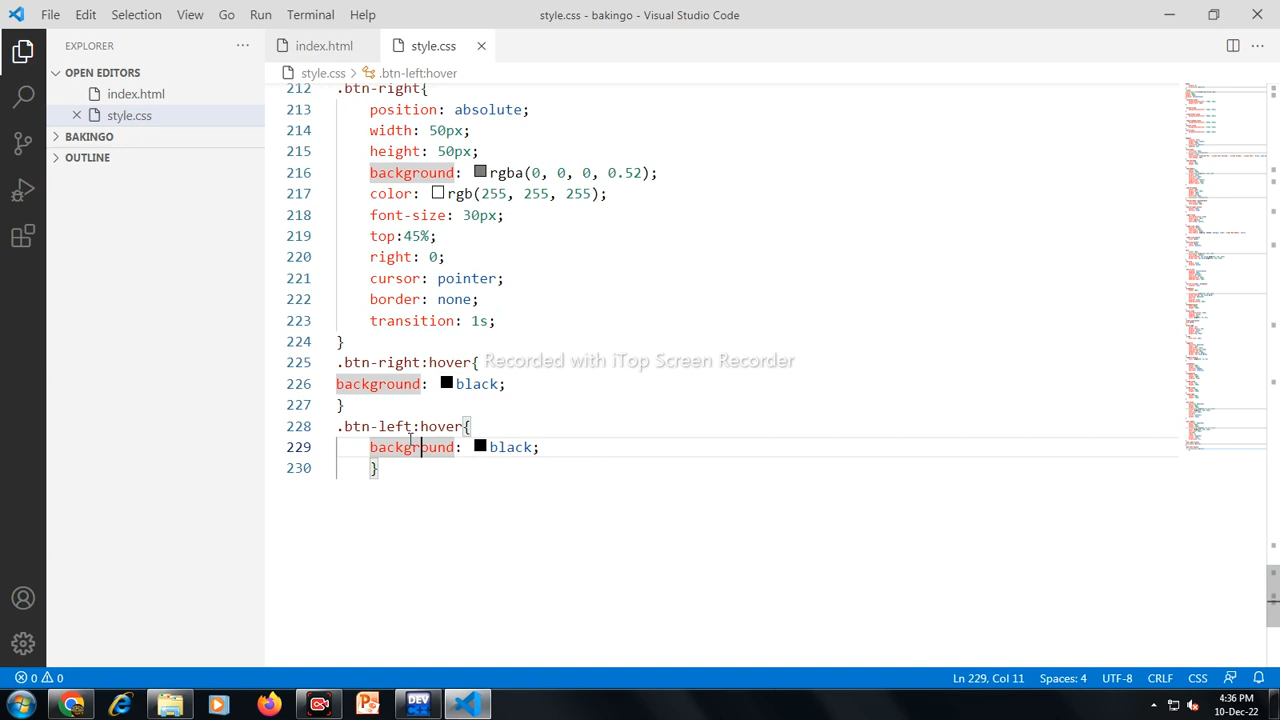 File Edit Selection View Go Run Terminal Help
style.css - bakingo - Visual Studio Code
EXPLORER
OPEN EDITORS
index.html
style.css
BAKINGO
OUTLINE
index.html
style.css
style.css > .btn-left:hover
212 .btn-right{
213 position: absolute;
214 width: 50px;
215 height: 50px;
216 background: rgba(0, 0, 0, 0.52);
217 color: rgb(255, 255, 255);
218 font-size: 30px;
219 top:45%;
220 right: 0;
221 cursor: pointer;
222 border: none;
223 transition: 1s;
224 }
225 .btn-right:hover{
Recorded with iTop Screen Recorder
226 background: black;
227 }
228 .btn-left:hover{
229 background: black;
230 }
0 0
Ln 229, Col 11 Spaces: 4 UTF-8 CRLF CSS
DEV
4:36 PM
10-Dec-22